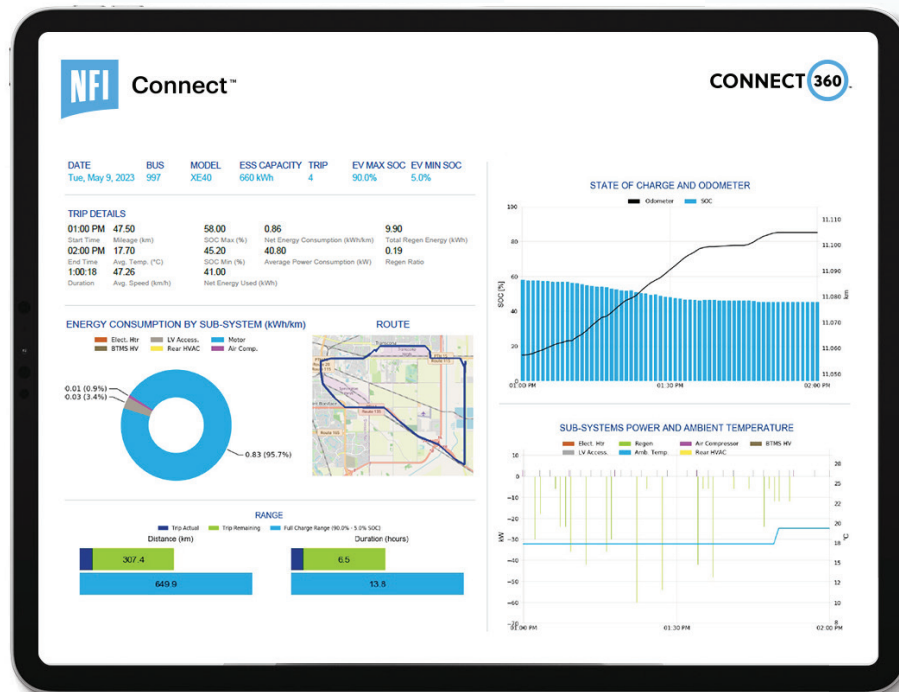 NFI Connect™
CONNECT 360.
DATE BUS MODEL ESS CAPACITY TRIP EV MAX SOC EV MIN SOC
Tue, May 9, 2023 997 XE40 660 kWh 4 90.0% 5.0%
TRIP DETAILS
01:00 PM 47.50 58.00 0.86 9.90
Start Time Mileage (km) SOC Max (%) Net Energy Consumption (kWh/km) Total Regen Energy (kWh)
02:00 PM 17.70 45.20 40.80 0.19
End Time Avg. Temp. (°C) SOC Min (%) Average Power Consumption (kW) Regen Ratio
1:00:18 47.26 41.00
Duration Avg. Speed (km/h) Net Energy Used (kWh)
ENERGY CONSUMPTION BY SUB-SYSTEM (kWh/km)
Elect. Htr LV Access. Motor
BTMS HV Rear HVAC Air Comp.
0.01 (0.9%)
0.03 (3.4%)
0.83 (95.7%)
ROUTE
RANGE
Trip Actual Trip Remaining Full Charge Range (90.0% - 5.0% SOC)
Distance (km) Duration (hours)
307.4 6.5
649.9 13.8
STATE OF CHARGE AND ODOMETER
Odometer SOC
100
80
60
40
20
0
SOC [%]
11,110
11,100
11,090
11,080
11,070
11,060
11,050
km
01:00 PM 01:30 PM 02:00 PM
SUB-SYSTEMS POWER AND AMBIENT TEMPERATURE
Elect. Htr Regen Air Compressor BTMS HV
LV Access. Amb. Temp. Rear HVAC
10
0
−10
−20
−30
−40
−50
−60
−70
kW
28
25
22
20
18
15
12
10
8
°C
01:00 PM 01:30 PM 02:00 PM